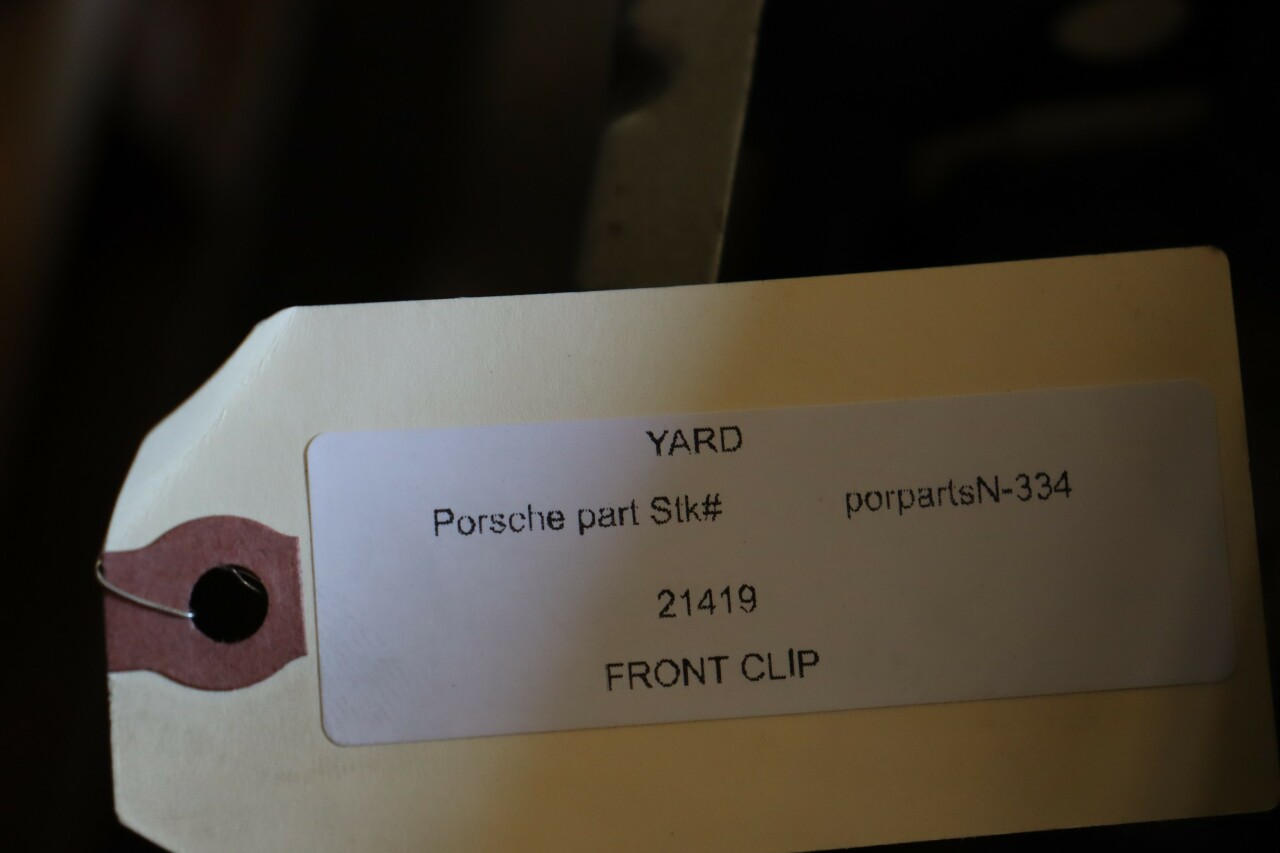 YARD
Porsche part Stk# porpartsN-334
21419
FRONT CLIP